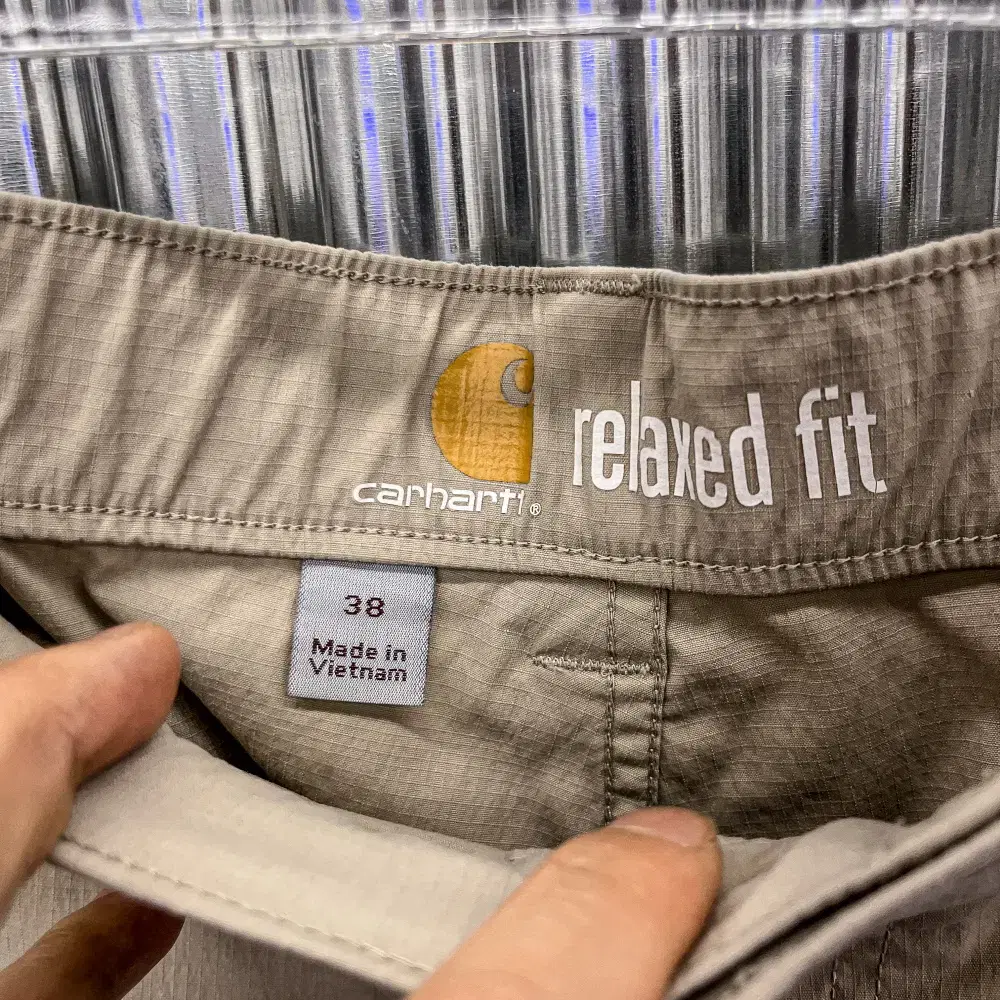 relaxed fit
carhartt®
38
Made in
Vietnam